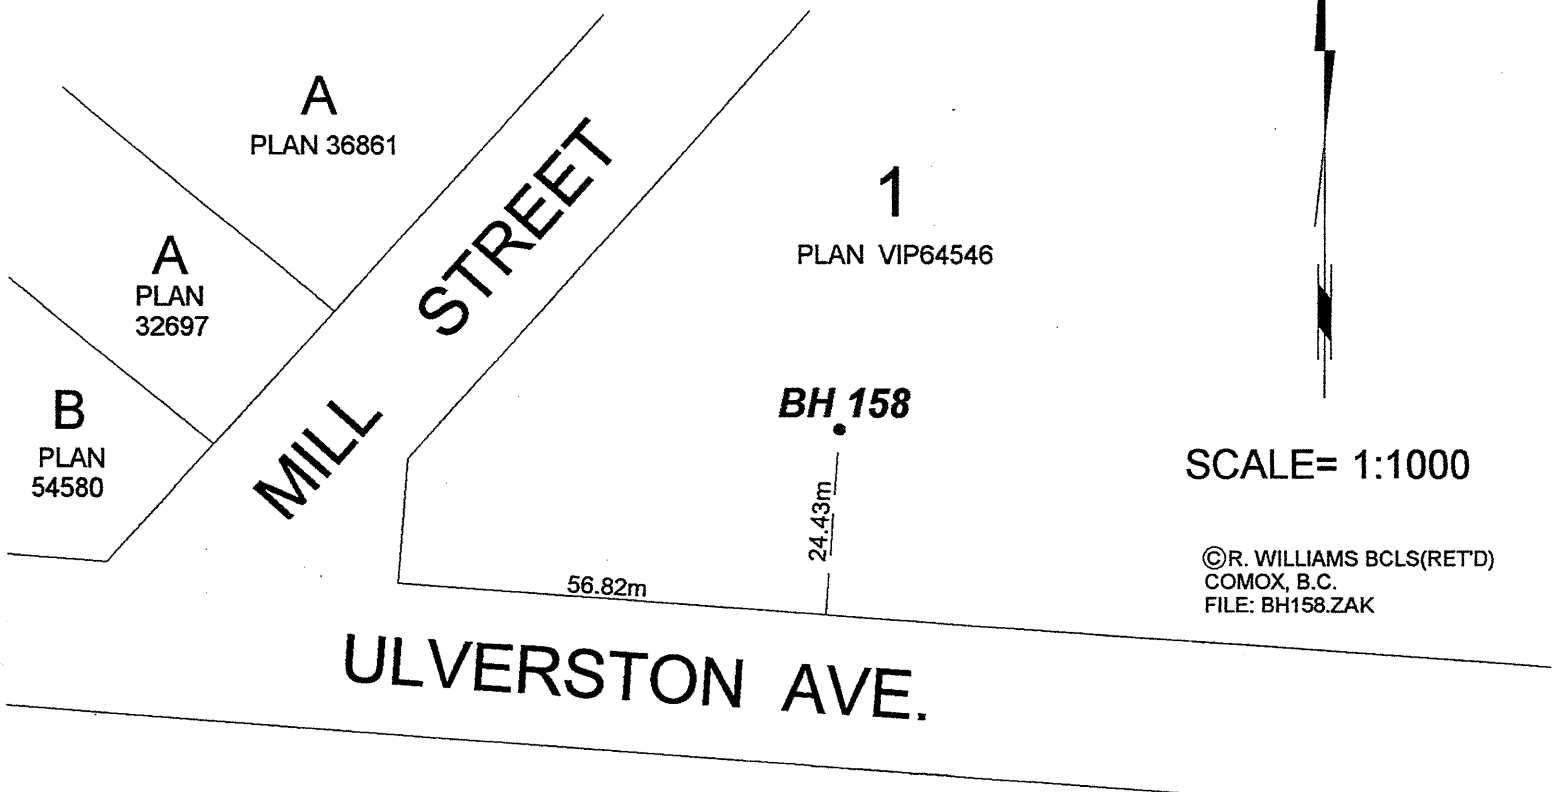 A
PLAN 36861
A
PLAN
32697
B
PLAN
54580
MILL STREET
1
PLAN VIP64546
BH 158
24.43m
56.82m
SCALE= 1:1000
©R. WILLIAMS BCLS(RET'D)
COMOX, B.C.
FILE: BH158.ZAK
ULVERSTON AVE.